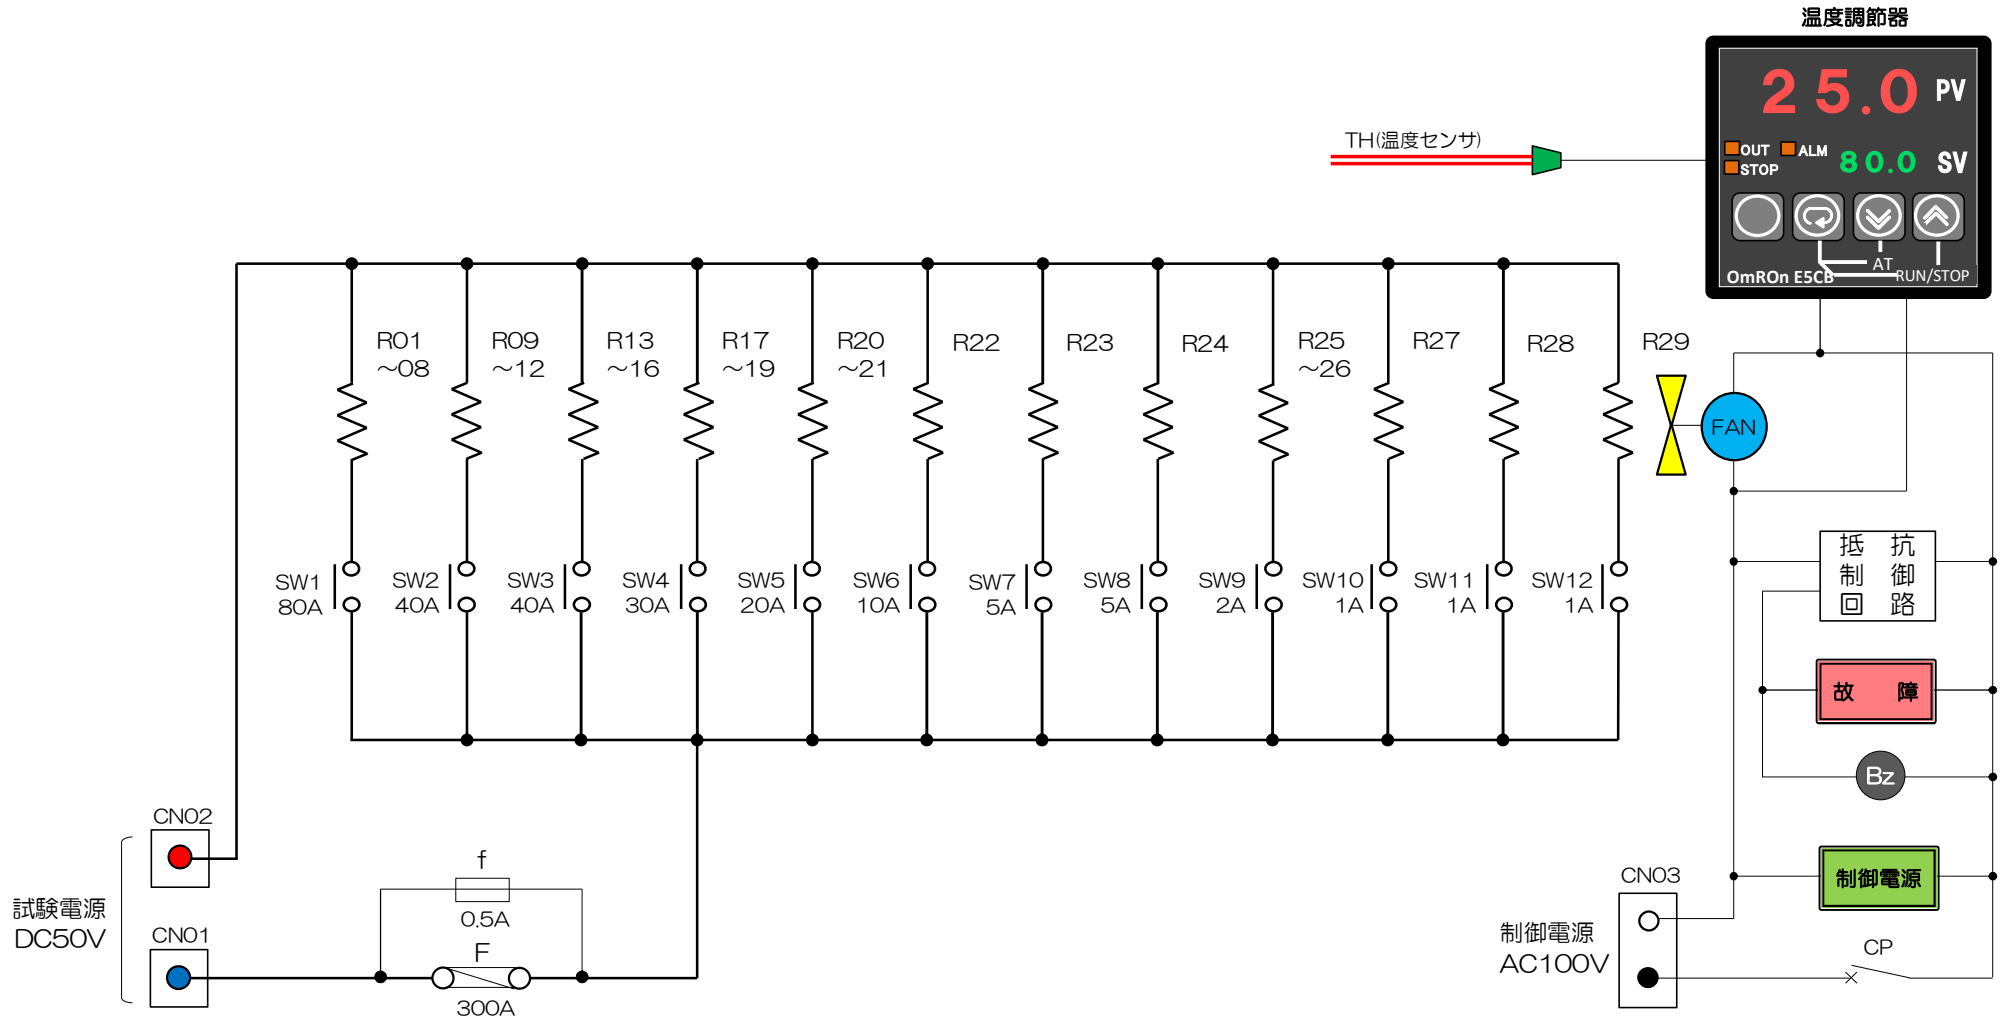 温度調節器
25.0 PV
OUT ALM 80.0 SV
STOP
AT
OmROn E5CB RUN/STOP
TH(温度センサ)
R01
～08
R09
～12
R13
～16
R17
～19
R20
～21
R22
R23
R24
R25
～26
R27
R28
R29
FAN
SW1
80A
SW2
40A
SW3
40A
SW4
30A
SW5
20A
SW6
10A
SW7
5A
SW8
5A
SW9
2A
SW10
1A
SW11
1A
SW12
1A
抵抗
制御
回路
故障
Bz
制御電源
CN03
制御電源
AC100V
CP
CN02
試験電源
DC50V
CN01
f
0.5A
F
300A